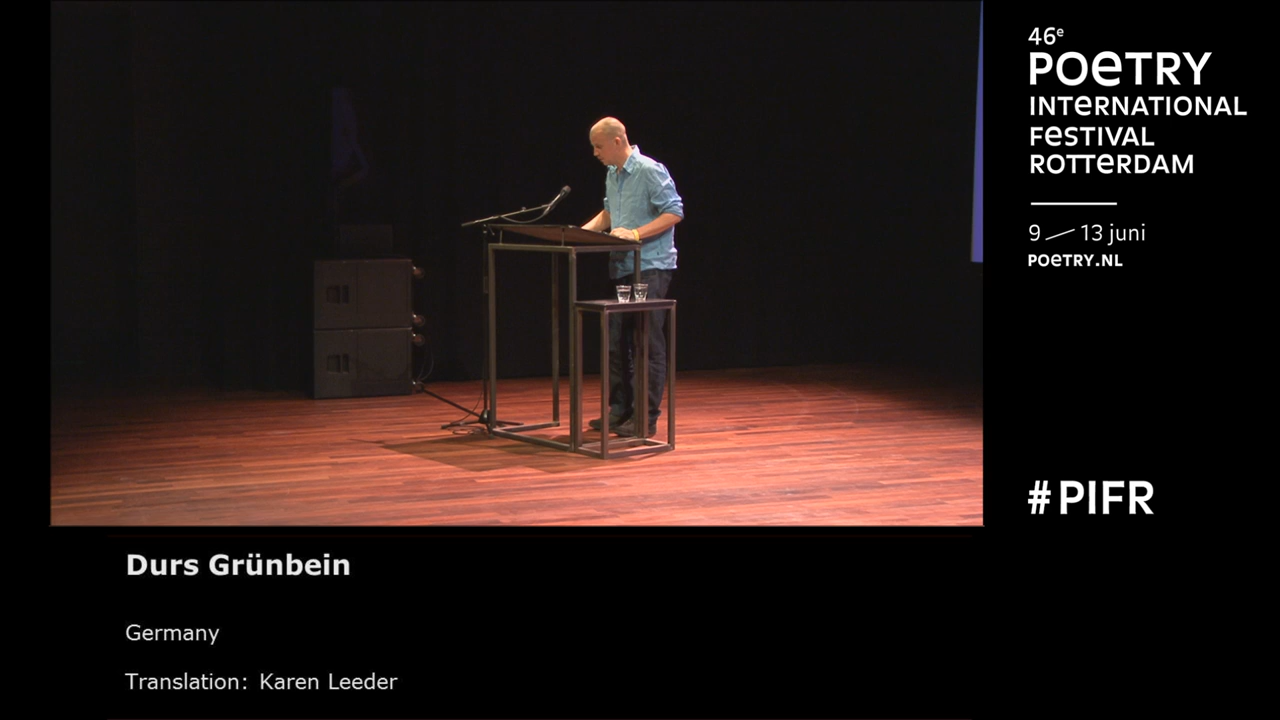 46e
POeTRY
INTeRNATIONAL
FeSTIVAL
ROTTeRDAM
9 — 13 juni
POeTRY.NL
#PIFR
Durs Grünbein
Germany
Translation: Karen Leeder